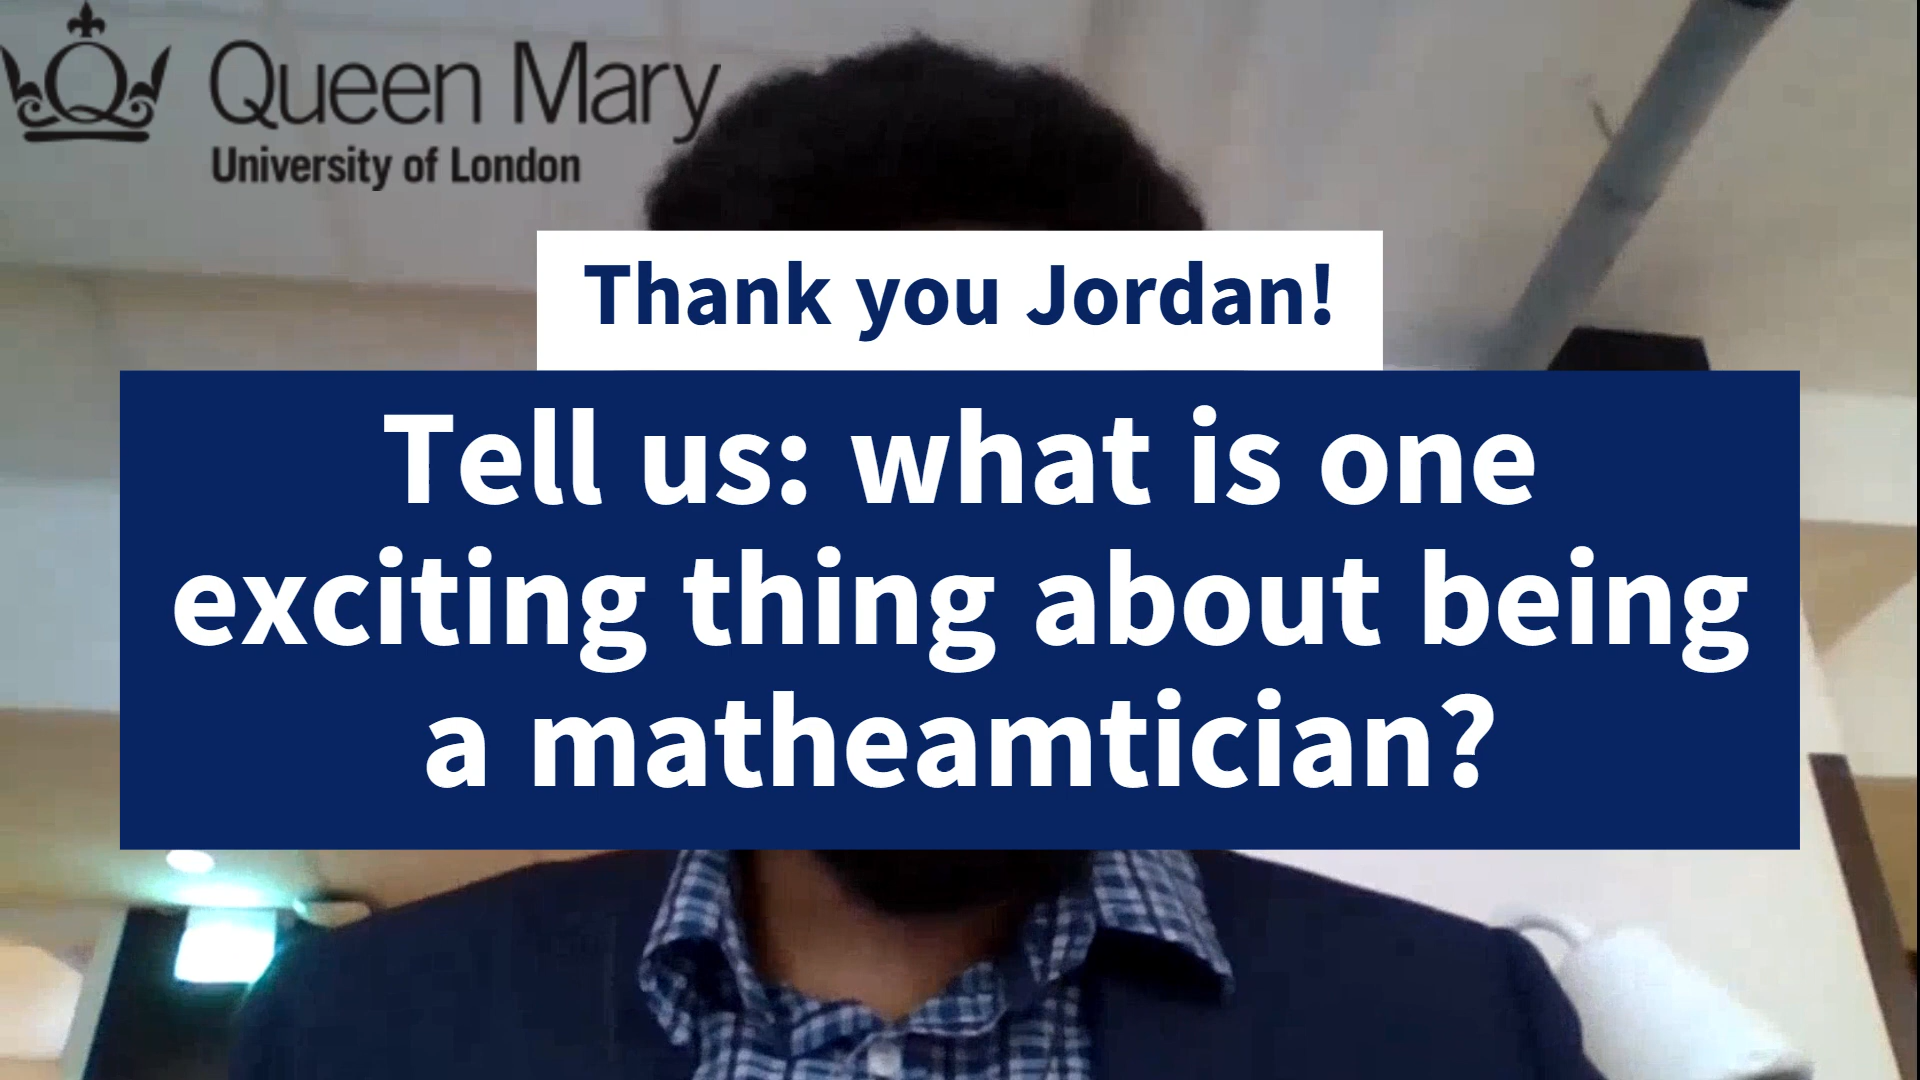 Queen Mary
University of London
Thank you Jordan!
Tell us: what is one
exciting thing about being
a matheamtician?